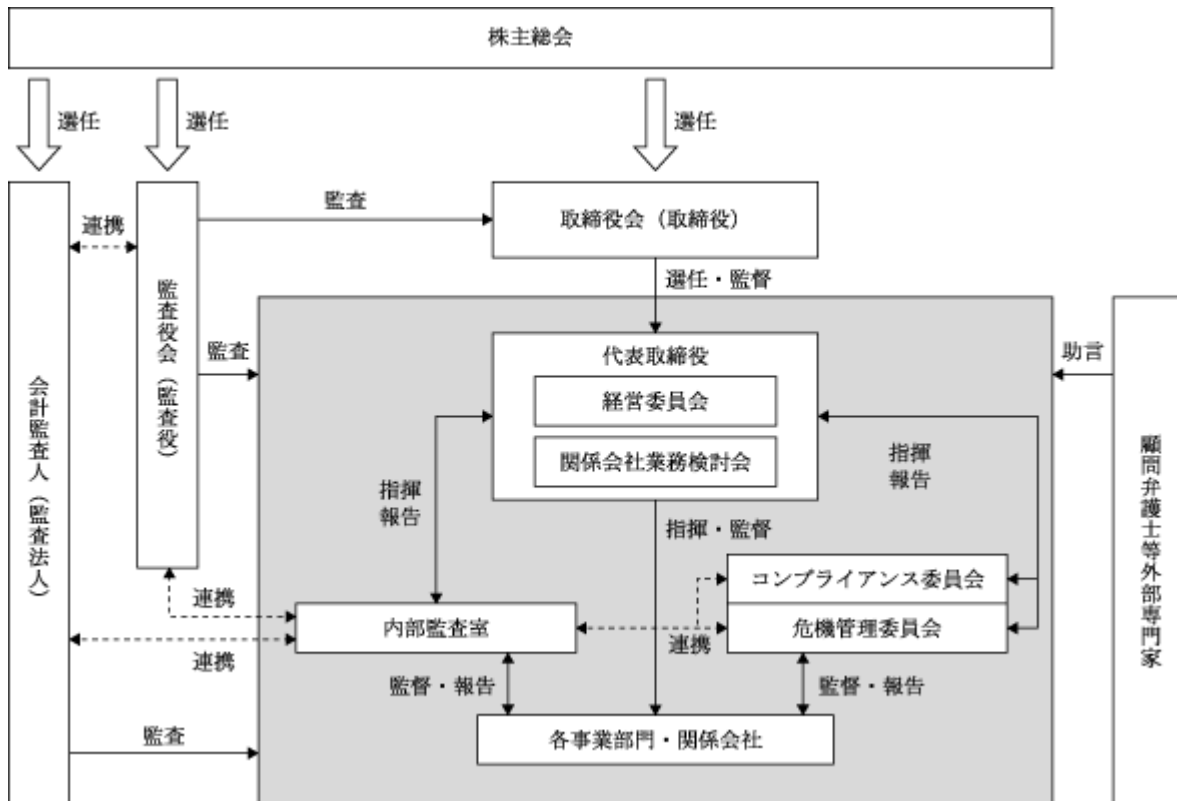 株主総会
選任
選任
選任
監査
取締役会（取締役）
連携
選任・監督
監査役会（監査役）
代表取締役
監査
助言
会計監査人（監査法人）
経営委員会
関係会社業務検討会
顧問弁護士等外部専門家
指揮
報告
指揮
報告
指揮・監督
コンプライアンス委員会
連携
内部監査室
危機管理委員会
連携
連携
監督・報告
監督・報告
監査
各事業部門・関係会社